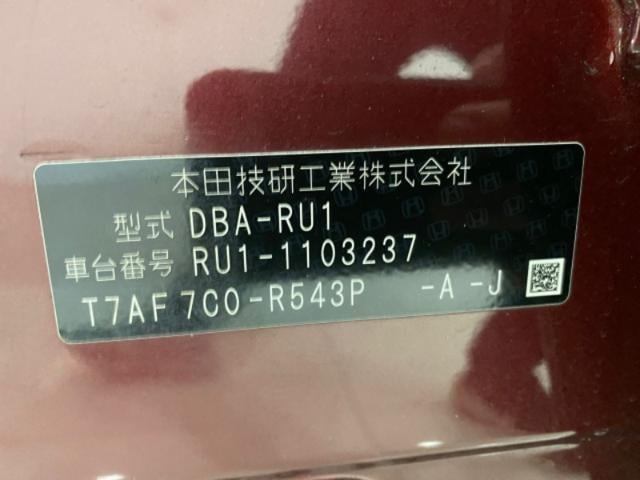 本田技研工業株式会社
型式 DBA-RU1
車台番号 RU1-1103237
T7AF 7C0-R543P -A -J